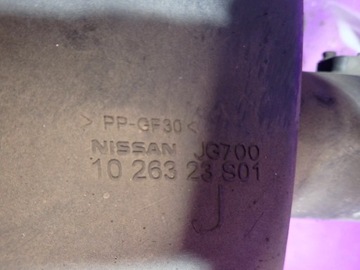 >PP-GF30<
NISSAN JG700
10 263 23 S01
J